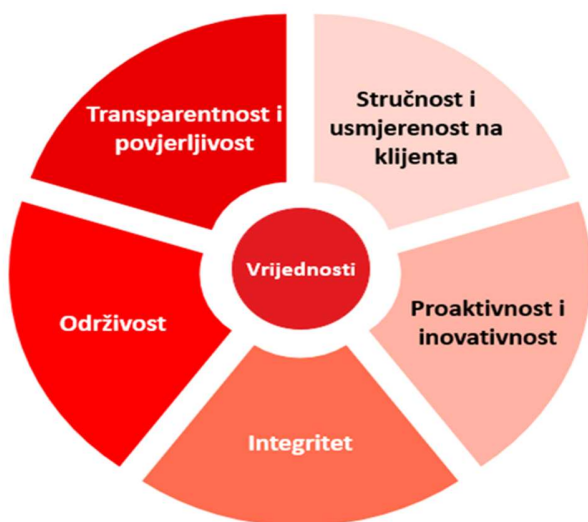 Transparentnost i
povjerljivost
Stručnost i
usmjerenost na
klijenta
Vrijednosti
Održivost
Proaktivnost i
inovativnost
Integritet